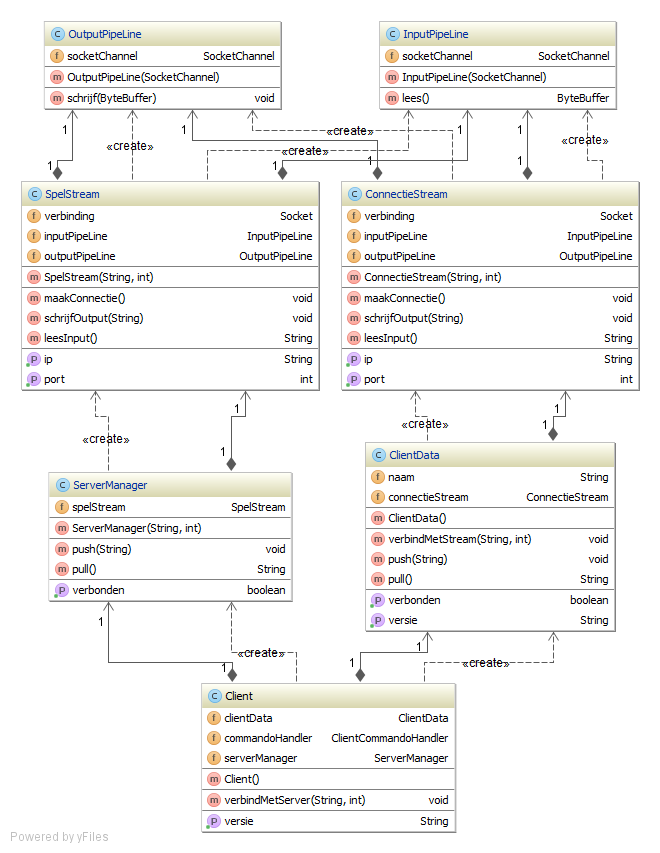 C OutputPipeLine
f socketChannel SocketChannel
m OutputPipeLine(SocketChannel)
m schrijf(ByteBuffer) void
C InputPipeLine
f socketChannel SocketChannel
m InputPipeLine(SocketChannel)
m lees() ByteBuffer
1
«create»
1
«create»
1
«create»
1
«create»
1
1
1
1
C SpelStream
f verbinding Socket
f inputPipeLine InputPipeLine
f outputPipeLine OutputPipeLine
m SpelStream(String, int)
m maakConnectie() void
m schrijfOutput(String) void
m leesInput() String
p ip String
p port int
C ConnectieStream
f verbinding Socket
f inputPipeLine InputPipeLine
f outputPipeLine OutputPipeLine
m ConnectieStream(String, int)
m maakConnectie() void
m schrijfOutput(String) void
m leesInput() String
p ip String
p port int
«create»
1
1
«create»
1
1
C ServerManager
f spelStream SpelStream
m ServerManager(String, int)
m push(String) void
m pull() String
p verbonden boolean
C ClientData
f naam String
f connectieStream ConnectieStream
m ClientData()
m verbindMetStream(String, int) void
m push(String) void
m pull() String
p verbonden boolean
p versie String
1
1
«create»
1
1
«create»
C Client
f clientData ClientData
f commandoHandler ClientCommandoHandler
f serverManager ServerManager
m Client()
m verbindMetServer(String, int) void
p versie String
Powered by yFiles